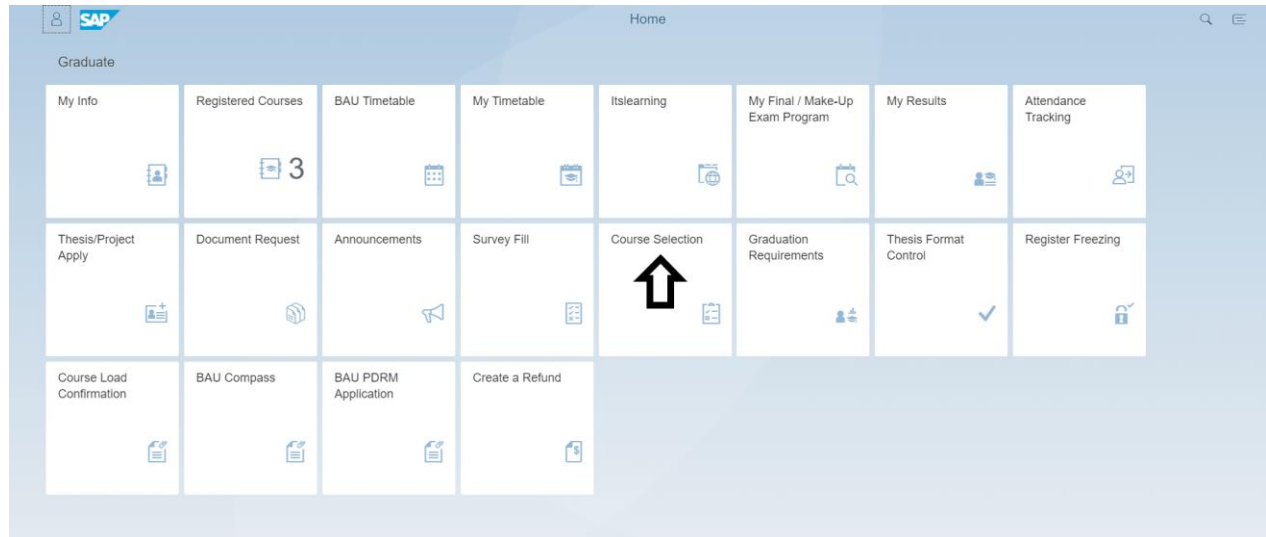 SAP
Home
Graduate
My Info
Registered Courses
3
BAU Timetable
My Timetable
Itslearning
My Final / Make-Up
Exam Program
My Results
Attendance
Tracking
Thesis/Project
Apply
Document Request
Announcements
Survey Fill
Course Selection
Graduation
Requirements
Thesis Format
Control
Register Freezing
Course Load
Confirmation
BAU Compass
BAU PDRM
Application
Create a Refund